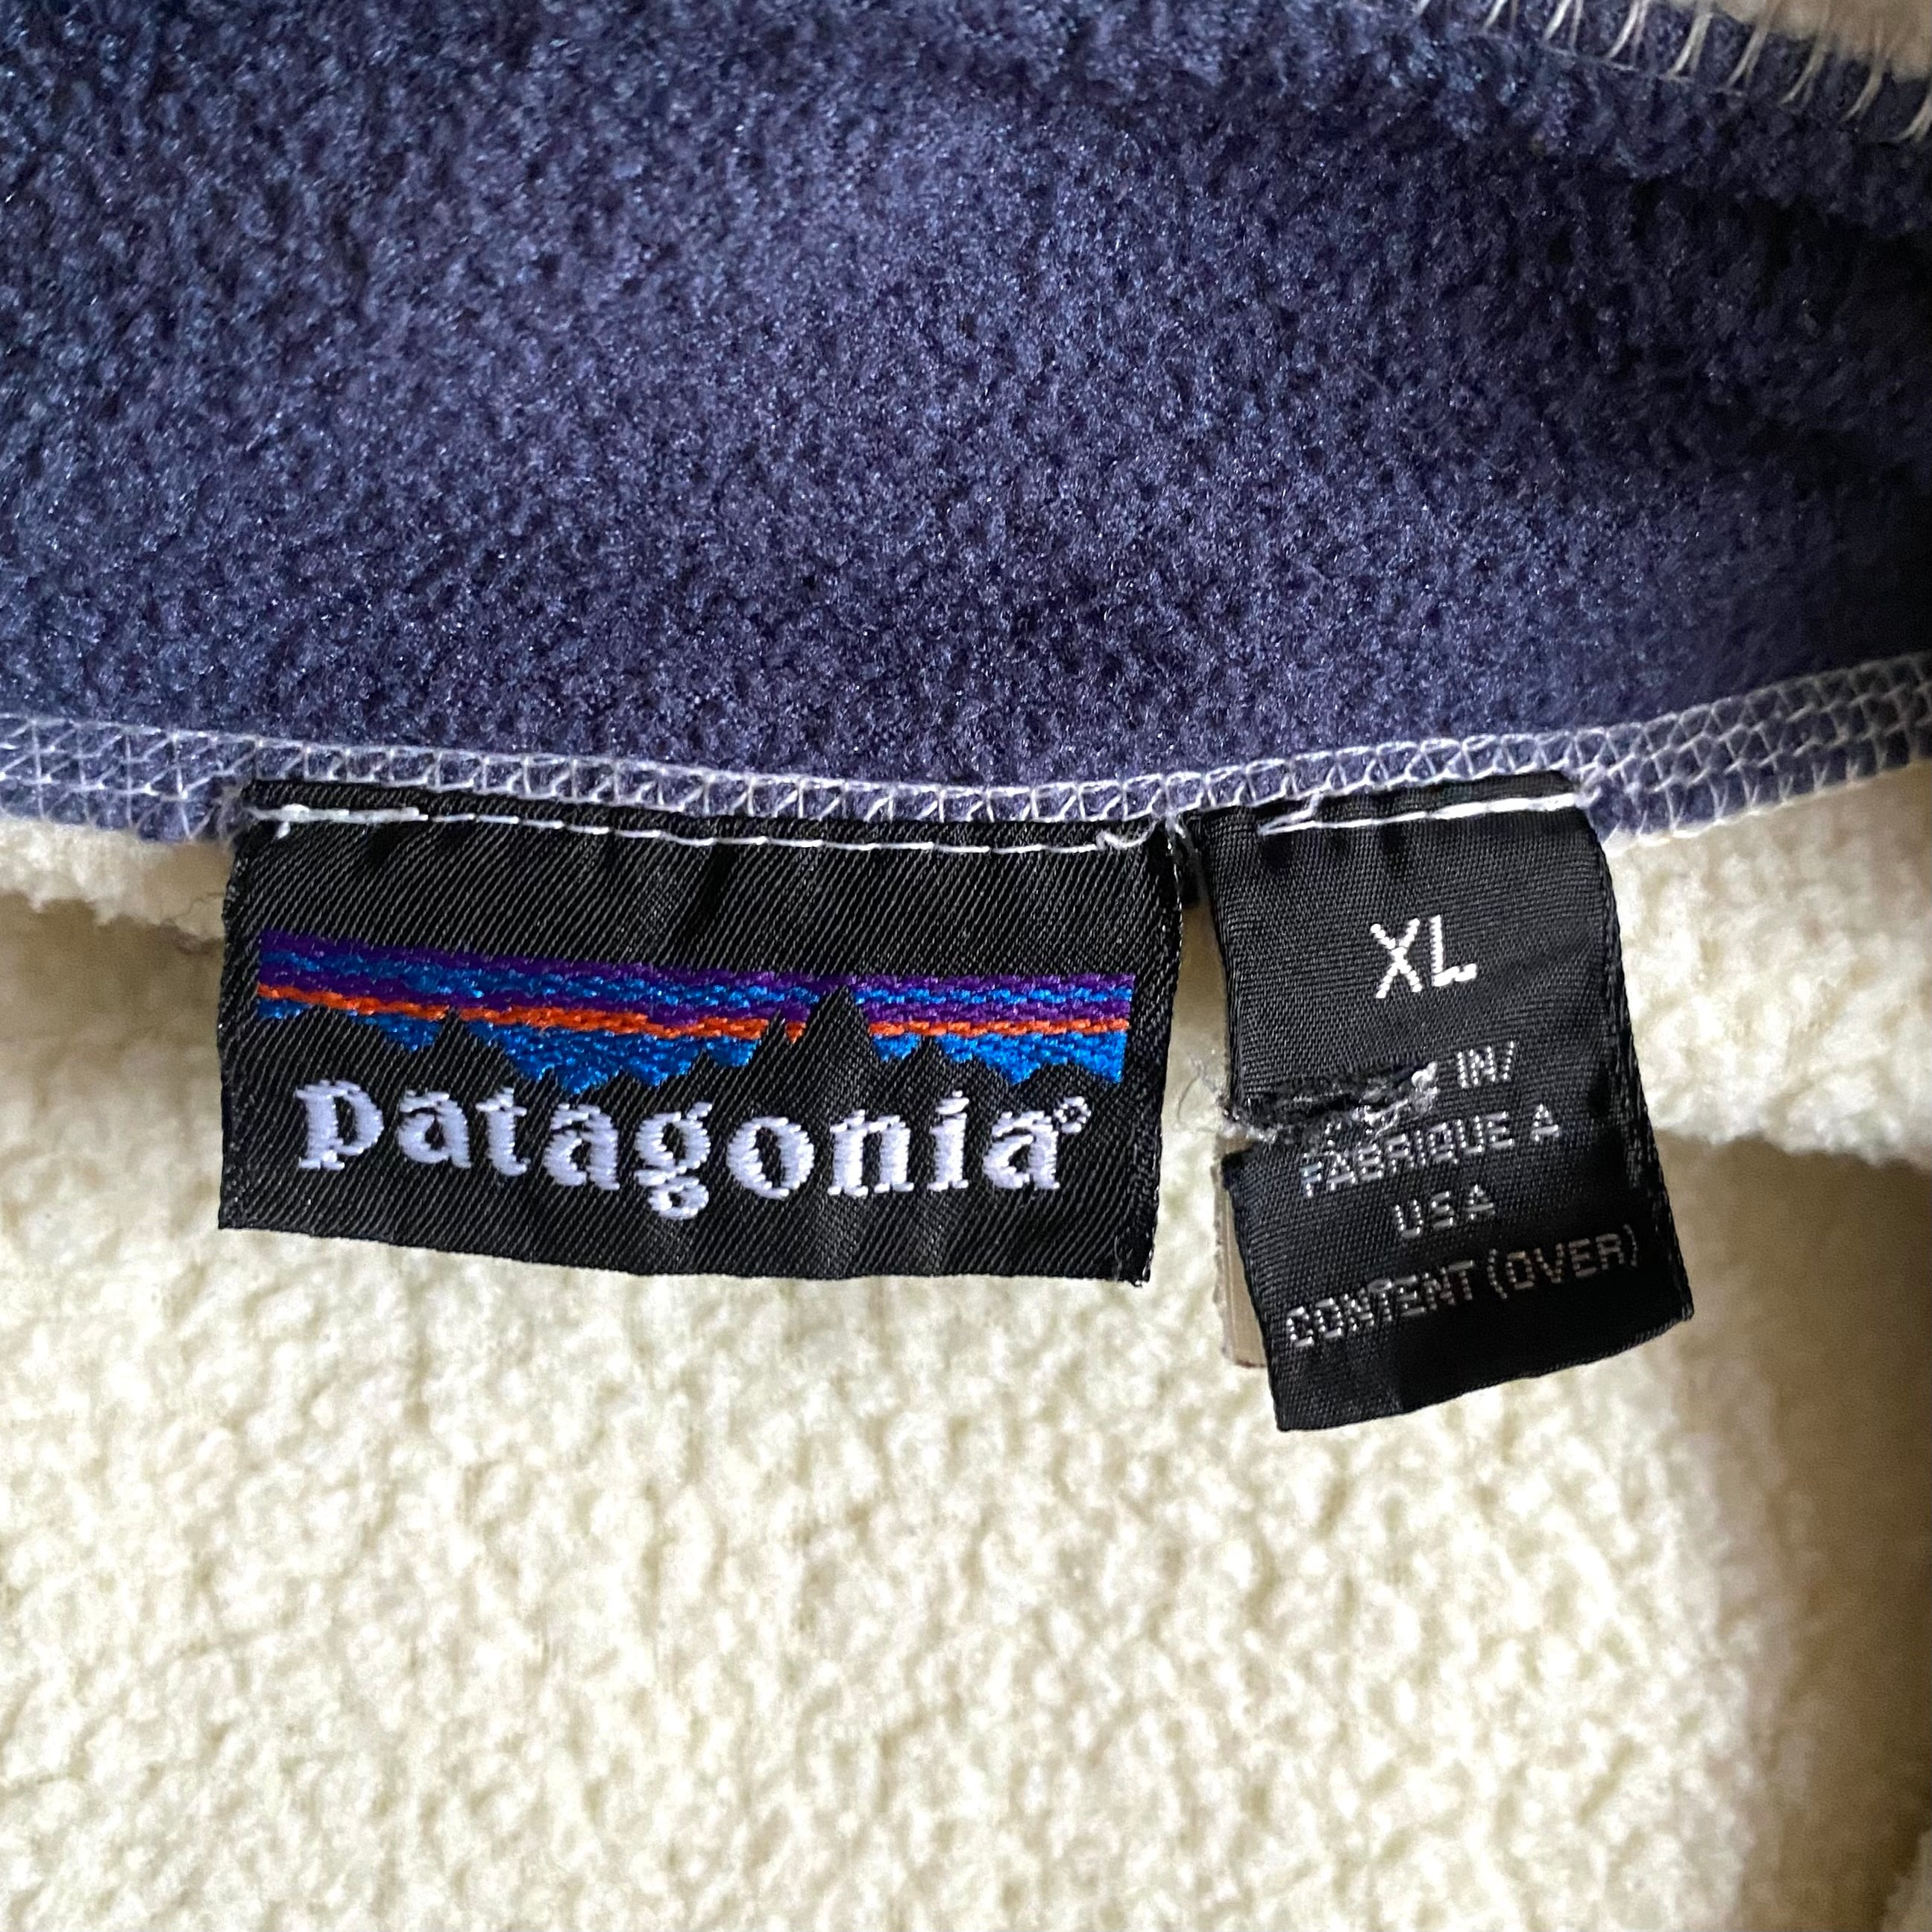 patagonia®
XL
IN/
FABRIQUE A
USA
CONTENT (OVER)